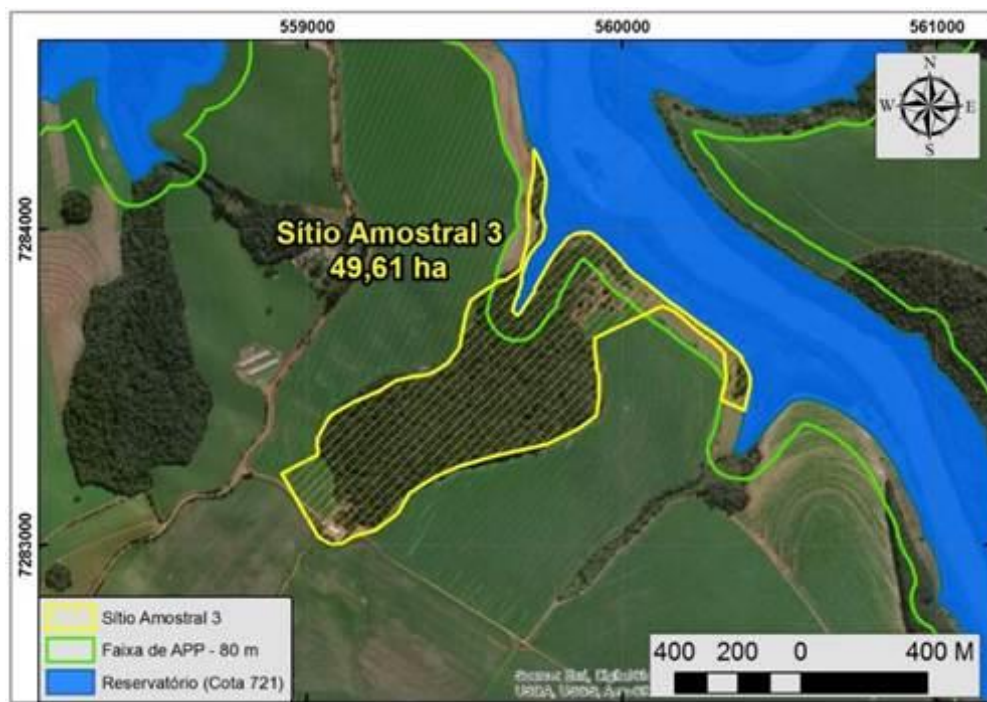 559000 560000 561000
N
W E
S
7284000
7283000
Sítio Amostral 3
49,61 ha
Sítio Amostral 3
Faixa de APP - 80 m
Reservatório (Cota 721)
400 200 0 400 M